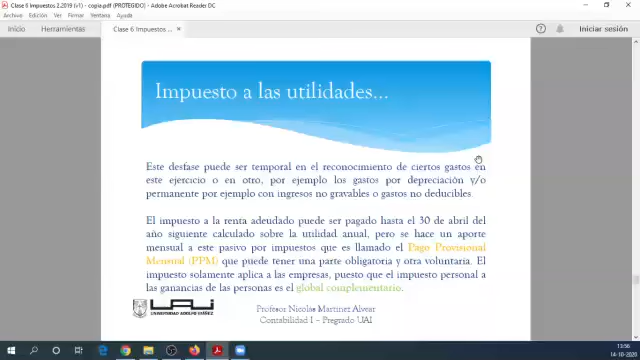 Clase 6 Impuestos 2.2019 (v1) - copia.pdf (PROTEGIDO) - Adobe Acrobat Reader DC
Archivo Edición Ver Firmar Ventana Ayuda
Inicio Herramientas Clase 6 Impuestos ... × Iniciar sesión
Impuesto a las utilidades...
Este desfase puede ser temporal en el reconocimiento de ciertos gastos en
este ejercicio o en otro, por ejemplo los gastos por depreciación y/o
permanente por ejemplo con ingresos no gravables o gastos no deducibles.
El impuesto a la renta adeudado puede ser pagado hasta el 30 de abril del
año siguiente calculado sobre la utilidad anual, pero se hace un aporte
mensual a este pasivo por impuestos que es llamado el Pago Provisional
Mensual (PPM) que puede tener una parte obligatoria y otra voluntaria. El
impuesto solamente aplica a las empresas, puesto que el impuesto personal a
las ganancias de las personas es el global complementario.
UAI
UNIVERSIDAD ADOLFO IBÁÑEZ
Profesor Nicolas Martinez Alvear
Contabilidad I – Pregrado UAI
13:56
14-10-2020